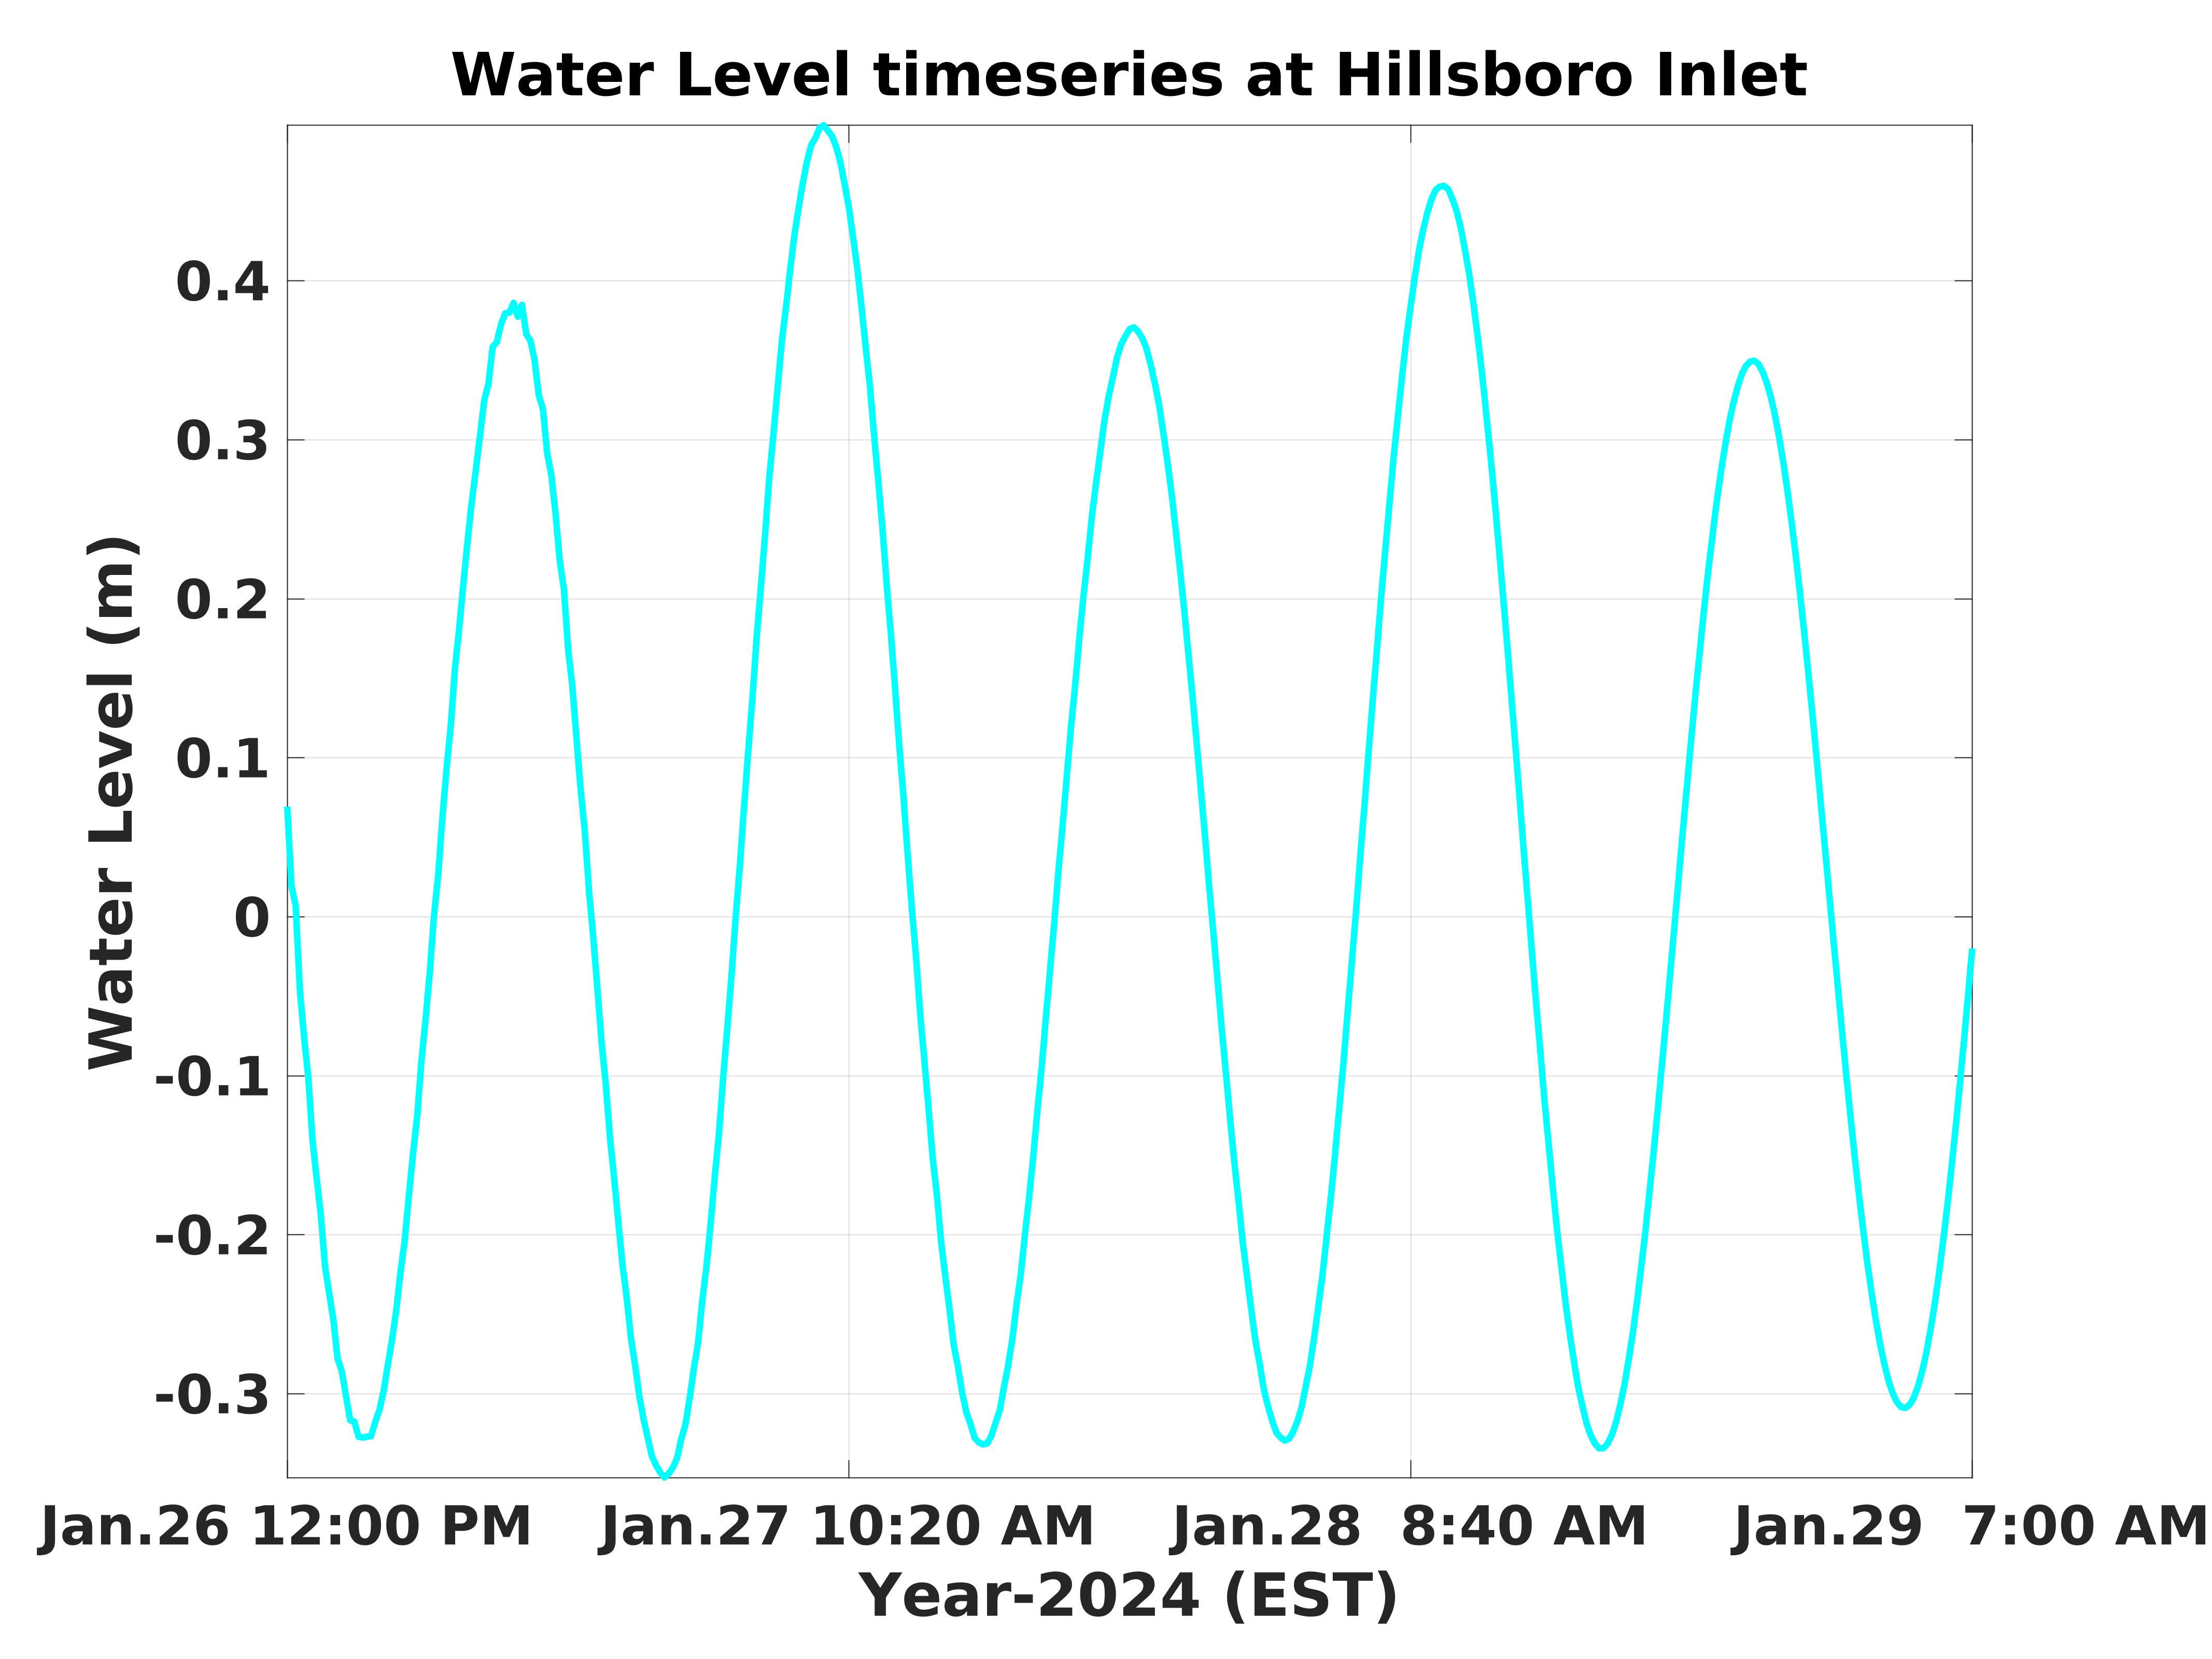 Water Level timeseries at Hillsboro Inlet
Water Level (m)
0.4
0.3
0.2
0.1
0
-0.1
-0.2
-0.3
Jan.26 12:00 PM Jan.27 10:20 AM Jan.28 8:40 AM Jan.29 7:00 AM
Year-2024 (EST)